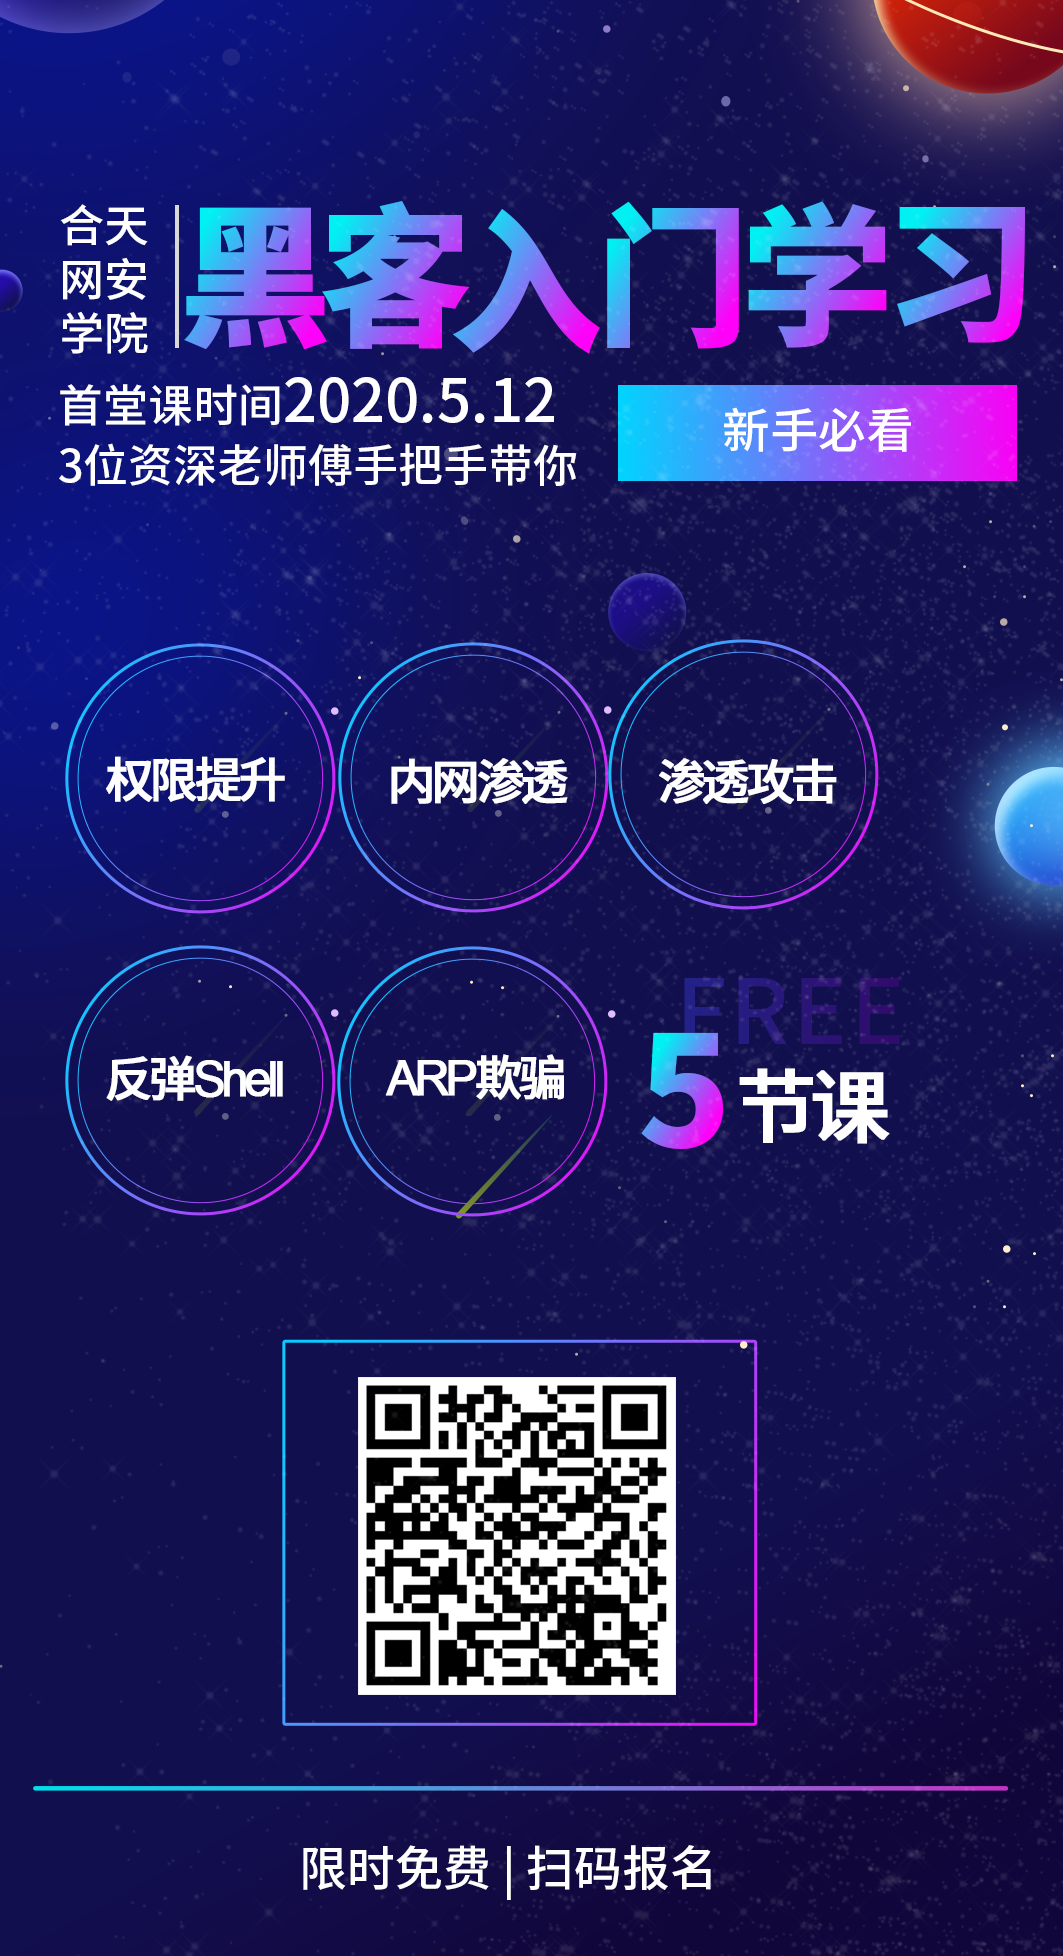 合天
网安
学院
黑客入门学习
首堂课时间2020.5.12
3位资深老师傅手把手带你
新手必看
权限提升
内网渗透
渗透攻击
反弹Shell
ARP欺骗
FREE
5节课
限时免费 | 扫码报名